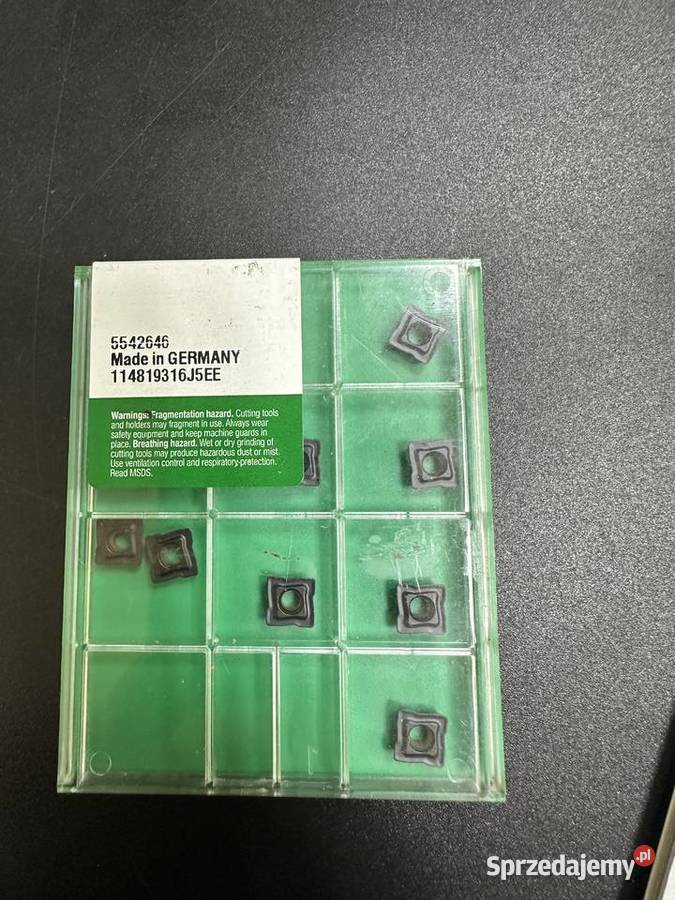 5542646
Made in GERMANY
114819316J5EE
Warnings: Fragmentation hazard. Cutting tools
and holders may fragment in use. Always wear
safety equipment and keep machine guards in
place. Breathing hazard. Wet or dry grinding of
cutting tools may produce hazardous dust or mist.
Use ventilation control and respiratory protection.
Read MSDS.
Sprzedajemy.pl